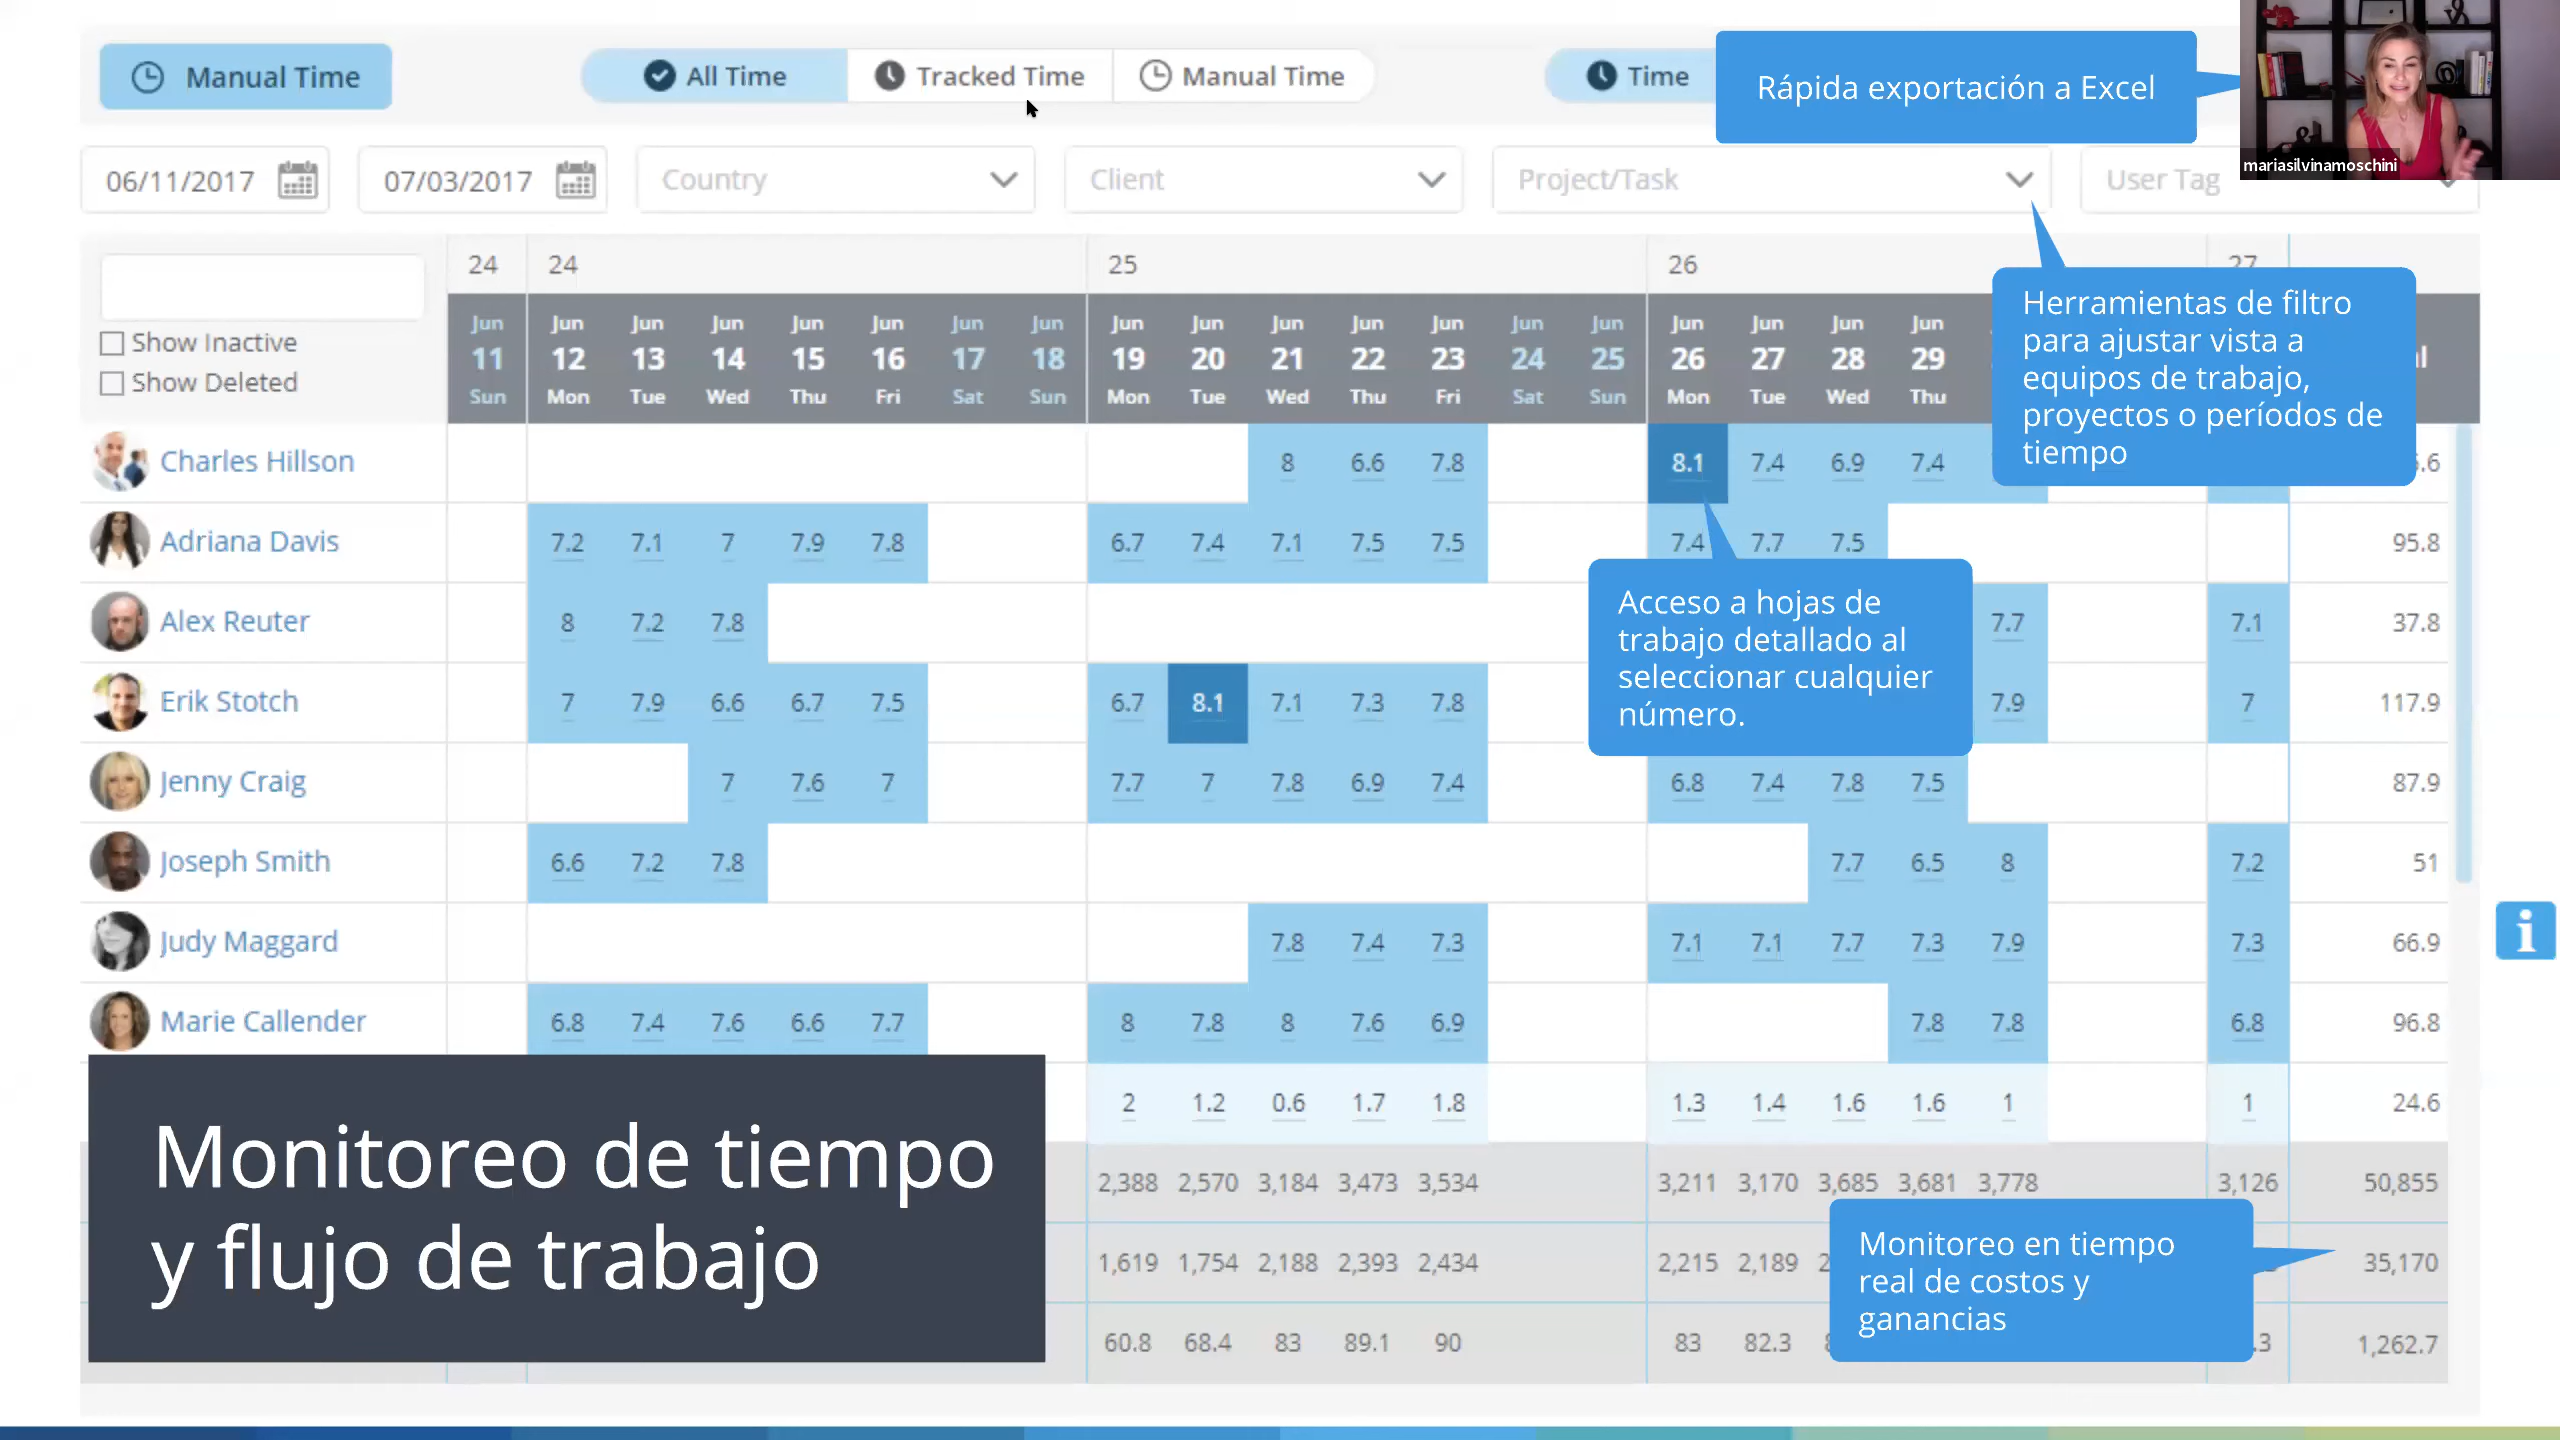 Manual Time
All Time
Tracked Time
Manual Time
Time
Rápida exportación a Excel
mariasilvinamoschini
06/11/2017
07/03/2017
Country
Client
Project/Task
User Tag
24 24 25 26 27
Show Inactive
Show Deleted
Jun Jun Jun Jun Jun Jun Jun Jun Jun Jun Jun Jun Jun Jun Jun Jun Jun Jun Jun
11 12 13 14 15 16 17 18 19 20 21 22 23 24 25 26 27 28 29
Sun Mon Tue Wed Thu Fri Sat Sun Mon Tue Wed Thu Fri Sat Sun Mon Tue Wed Thu
Herramientas de filtro
para ajustar vista a
equipos de trabajo,
proyectos o períodos de
tiempo
Charles Hillson 8 6.6 7.8 8.1 7.4 6.9 7.4
Adriana Davis 7.2 7.1 7 7.9 7.8 6.7 7.4 7.1 7.5 7.5 7.4 7.7 7.5 95.8
Alex Reuter 8 7.2 7.8 7.7 7.1 37.8
Acceso a hojas de
trabajo detallado al
seleccionar cualquier
número.
Erik Stotch 7 7.9 6.6 6.7 7.5 6.7 8.1 7.1 7.3 7.8 7.9 7 117.9
Jenny Craig 7 7.6 7 7.7 7 7.8 6.9 7.4 6.8 7.4 7.8 7.5 87.9
Joseph Smith 6.6 7.2 7.8 7.7 6.5 8 7.2 51
Judy Maggard 7.8 7.4 7.3 7.1 7.1 7.7 7.3 7.9 7.3 66.9
Marie Callender 6.8 7.4 7.6 6.6 7.7 8 7.8 8 7.6 6.9 7.8 7.8 6.8 96.8
2 1.2 0.6 1.7 1.8 1.3 1.4 1.6 1.6 1 1 24.6
2,388 2,570 3,184 3,473 3,534 3,211 3,170 3,685 3,681 3,778 3,126 50,855
1,619 1,754 2,188 2,393 2,434 2,215 2,189 35,170
60.8 68.4 83 89.1 90 83 82.3 1,262.7
Monitoreo de tiempo
y flujo de trabajo
Monitoreo en tiempo
real de costos y
ganancias